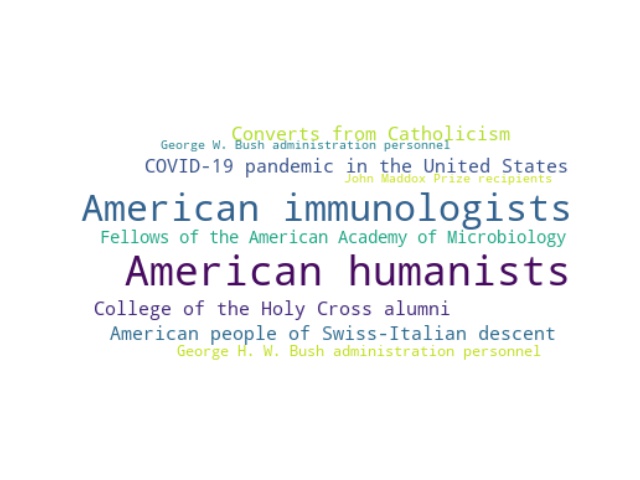 Converts from Catholicism
George W. Bush administration personnel
COVID-19 pandemic in the United States
John Maddox Prize recipients
American immunologists
Fellows of the American Academy of Microbiology
American humanists
College of the Holy Cross alumni
American people of Swiss-Italian descent
George H. W. Bush administration personnel